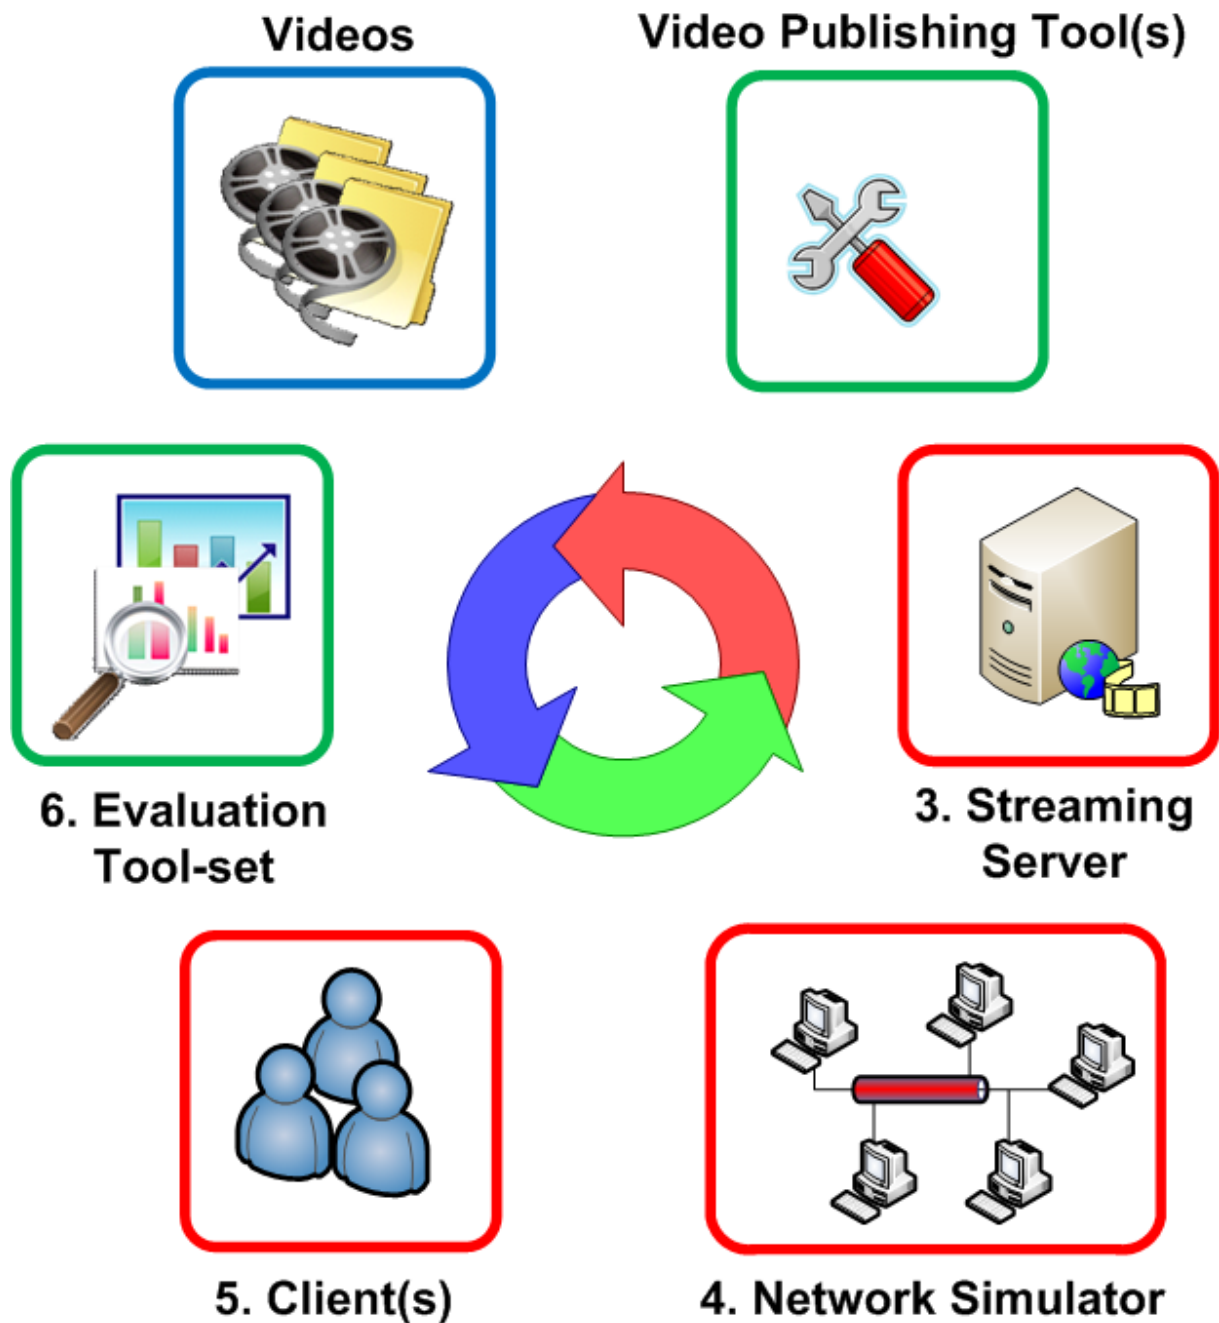 Videos
Video Publishing Tool(s)
6. Evaluation
Tool-set
3. Streaming
Server
5. Client(s)
4. Network Simulator